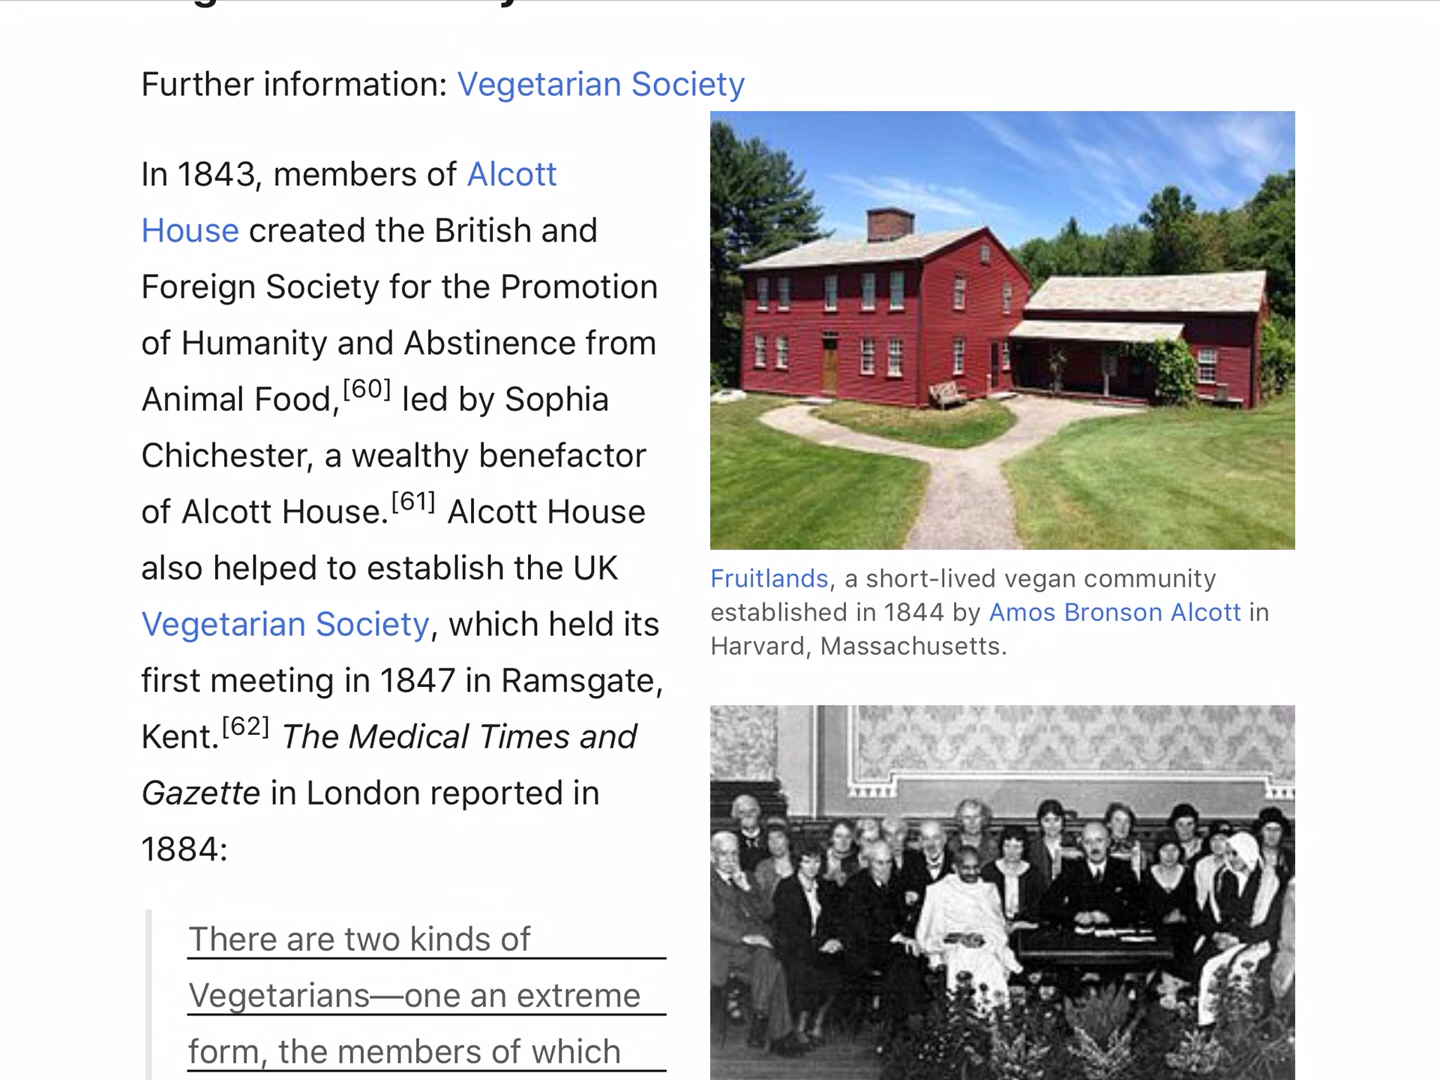 Further information: Vegetarian Society
In 1843, members of Alcott
House created the British and
Foreign Society for the Promotion
of Humanity and Abstinence from
Animal Food,[60] led by Sophia
Chichester, a wealthy benefactor
of Alcott House.[61] Alcott House
also helped to establish the UK
Vegetarian Society, which held its
first meeting in 1847 in Ramsgate,
Kent.[62] The Medical Times and
Gazette in London reported in
1884:
There are two kinds of
Vegetarians—one an extreme
form, the members of which
Fruitlands, a short-lived vegan community
established in 1844 by Amos Bronson Alcott in
Harvard, Massachusetts.